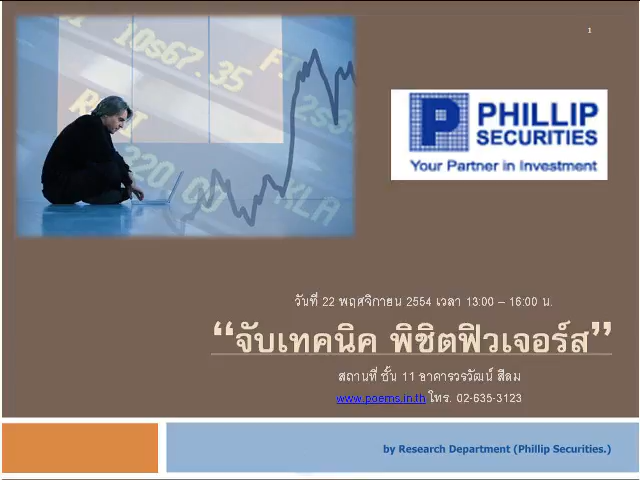 1
10s67.35
PHILLIP
SECURITIES
Your Partner in Investment
วันที่ 22 พฤศจิกายน 2554 เวลา 13:00 – 16:00 น.
“จับเทคนิค พิชิตฟิวเจอร์ส”
สถานที่ ชั้น 11 อาคารวรวัฒน์ สีลม
www.poems.in.th โทร. 02-635-3123
by Research Department (Phillip Securities.)